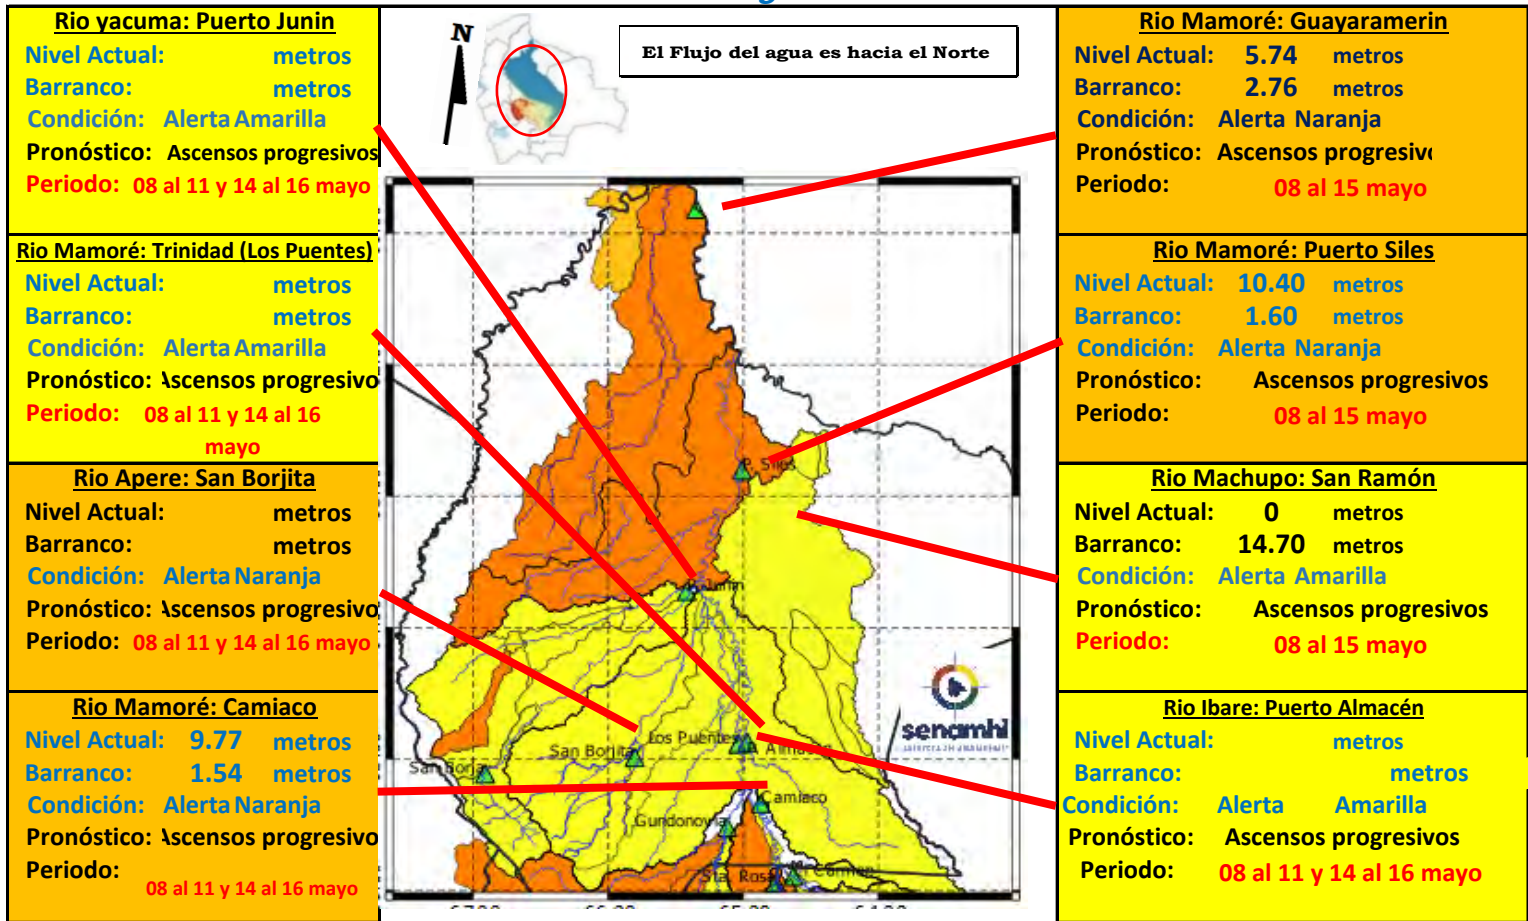 Rio yacuma: Puerto Junin
Nivel Actual: metros
Barranco: metros
Condición: Alerta Amarilla
Pronóstico: Ascensos progresivos
Periodo: 08 al 11 y 14 al 16 mayo
Rio Mamoré: Trinidad (Los Puentes)
Nivel Actual: metros
Barranco: metros
Condición: Alerta Amarilla
Pronóstico: Ascensos progresivo
Periodo: 08 al 11 y 14 al 16
mayo
Rio Apere: San Borjita
Nivel Actual: metros
Barranco: metros
Condición: Alerta Naranja
Pronóstico: Ascensos progresivo
Periodo: 08 al 11 y 14 al 16 mayo
Rio Mamoré: Camiaco
Nivel Actual: 9.77 metros
Barranco: 1.54 metros
Condición: Alerta Naranja
Pronóstico: Ascensos progresivo
Periodo:
08 al 11 y 14 al 16 mayo
N
El Flujo del agua es hacia el Norte
P. Siles
P. Junin
Los Puentes
P. Almacén
San Borjita
San Borja
Camiaco
Gundonovia
Sta. Rosa
senamhi
Rio Mamoré: Guayaramerin
Nivel Actual: 5.74 metros
Barranco: 2.76 metros
Condición: Alerta Naranja
Pronóstico: Ascensos progresivo
Periodo: 08 al 15 mayo
Rio Mamoré: Puerto Siles
Nivel Actual: 10.40 metros
Barranco: 1.60 metros
Condición: Alerta Naranja
Pronóstico: Ascensos progresivos
Periodo: 08 al 15 mayo
Rio Machupo: San Ramón
Nivel Actual: 0 metros
Barranco: 14.70 metros
Condición: Alerta Amarilla
Pronóstico: Ascensos progresivos
Periodo: 08 al 15 mayo
Rio Ibare: Puerto Almacén
Nivel Actual: metros
Barranco: metros
Condición: Alerta Amarilla
Pronóstico: Ascensos progresivos
Periodo: 08 al 11 y 14 al 16 mayo